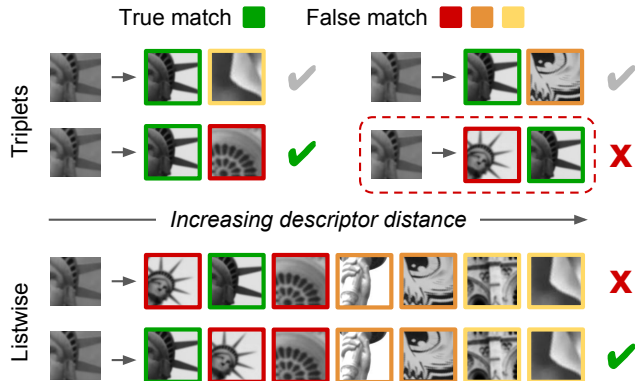 True match
False match
Triplets
X
Increasing descriptor distance
Listwise
X